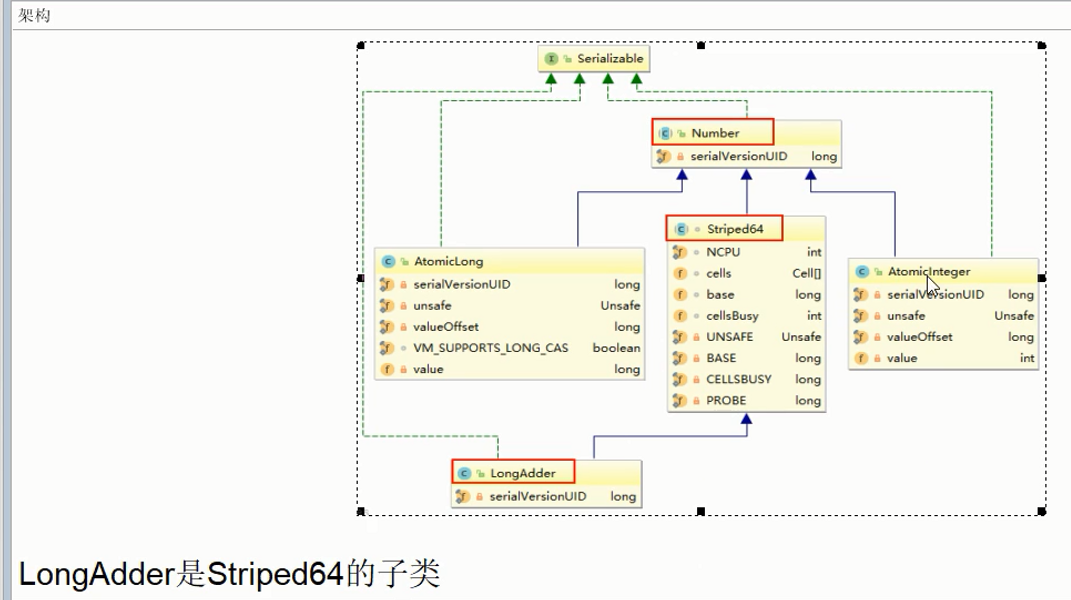 架构
Serializable
Number
serialVersionUID long
AtomicLong
serialVersionUID long
unsafe Unsafe
valueOffset long
VM_SUPPORTS_LONG_CAS boolean
value long
Striped64
NCPU int
cells Cell[]
base long
cellsBusy int
UNSAFE Unsafe
BASE long
CELLSBUSY long
PROBE long
AtomicInteger
serialVersionUID long
unsafe Unsafe
valueOffset long
value int
LongAdder
serialVersionUID long
LongAdder是Striped64的子类